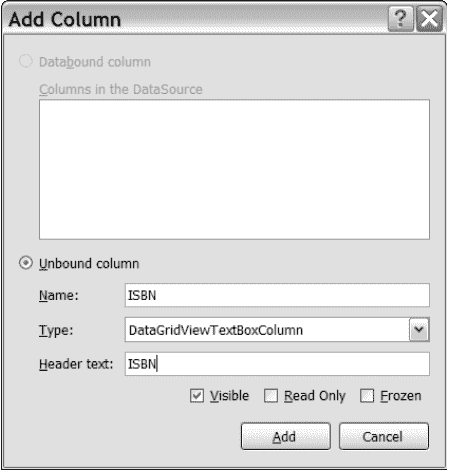 Add Column
Databound column
Columns in the DataSource
Unbound column
Name: ISBN
Type: DataGridViewTextBoxColumn
Header text: ISBN
Visible Read Only Frozen
Add Cancel